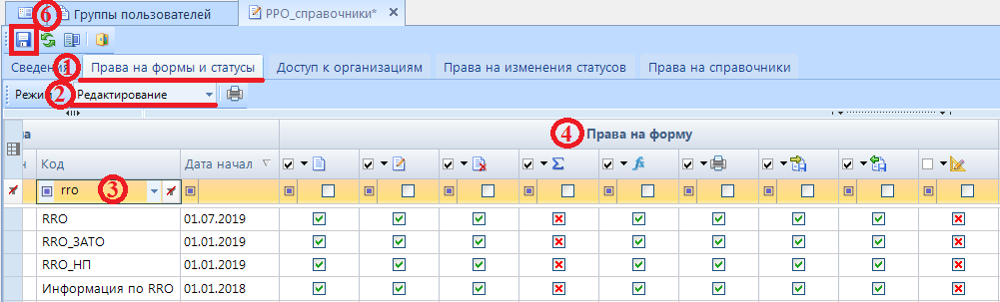 6 Группы пользователей РРО_справочники*
Сведени 1 Права на формы и статусы Доступ к организациям Права на изменения статусов Права на справочники
Режим 2 Редактирование
а 4 Права на форму
н Код Дата начал Σ fx
rro 3
RRO 01.07.2019
RRO_ЗАТО 01.01.2019
RRO_НП 01.01.2019
Информация по RRO 01.01.2018